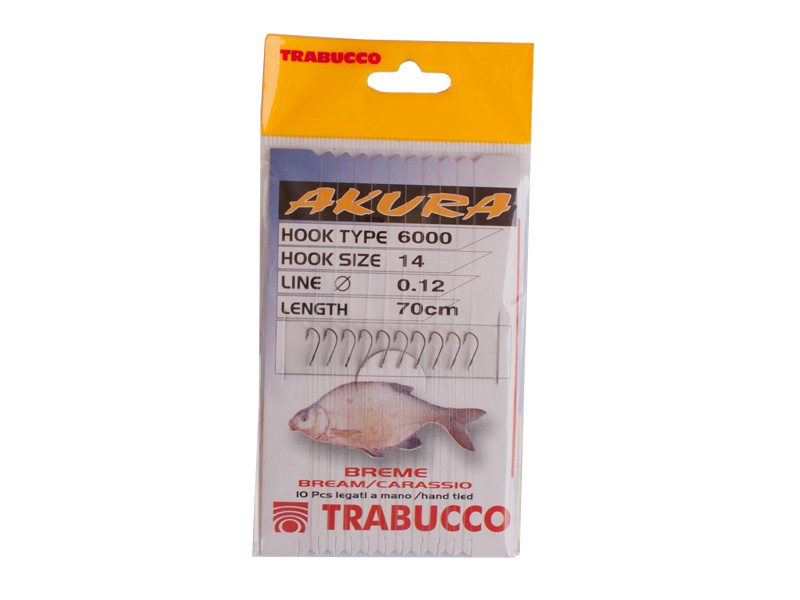 TRABUCCO
AKURA
HOOK TYPE 6000
HOOK SIZE 14
LINE Ø 0.12
LENGTH 70cm
BREME
BREAM/CARASSIO
10 Pcs legati a mano /hand tied
TRABUCCO